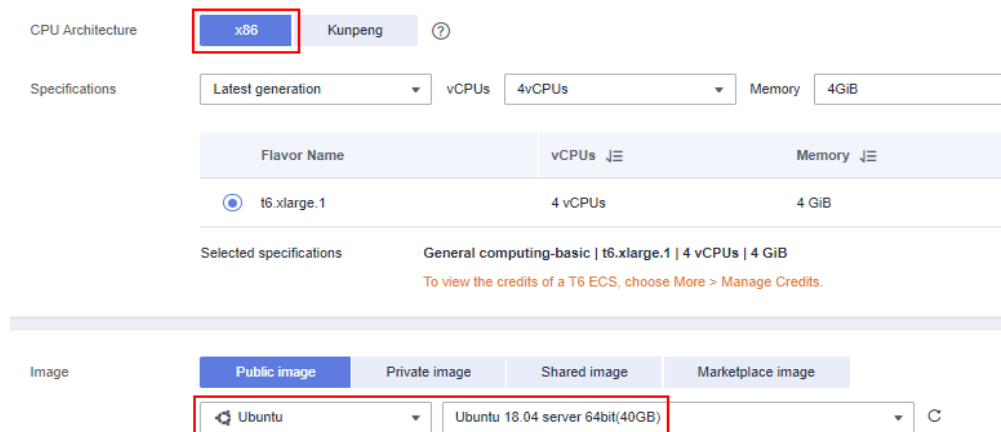 CPU Architecture x86 Kunpeng ?
Specifications Latest generation vCPUs 4vCPUs Memory 4GiB
Flavor Name vCPUs Memory
t6.xlarge.1 4 vCPUs 4 GiB
Selected specifications General computing-basic | t6.xlarge.1 | 4 vCPUs | 4 GiB
To view the credits of a T6 ECS, choose More > Manage Credits.
Image Public image Private image Shared image Marketplace image
Ubuntu Ubuntu 18.04 server 64bit(40GB)